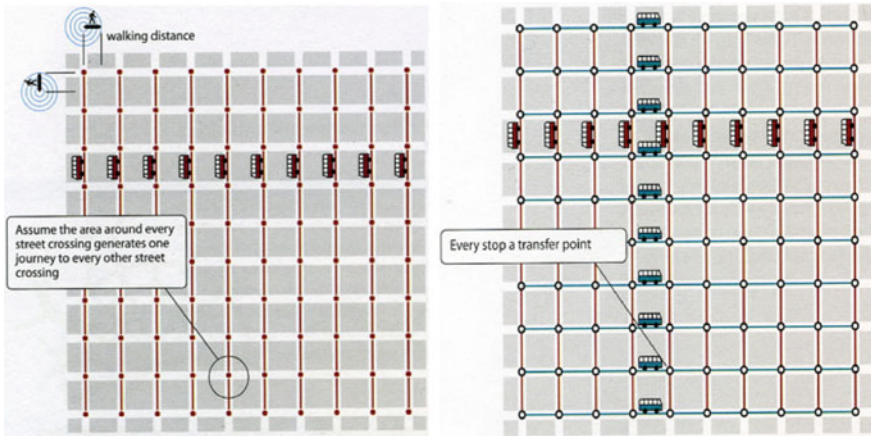 walking distance
Assume the area around every
street crossing generates one
journey to every other street
crossing
Every stop a transfer point